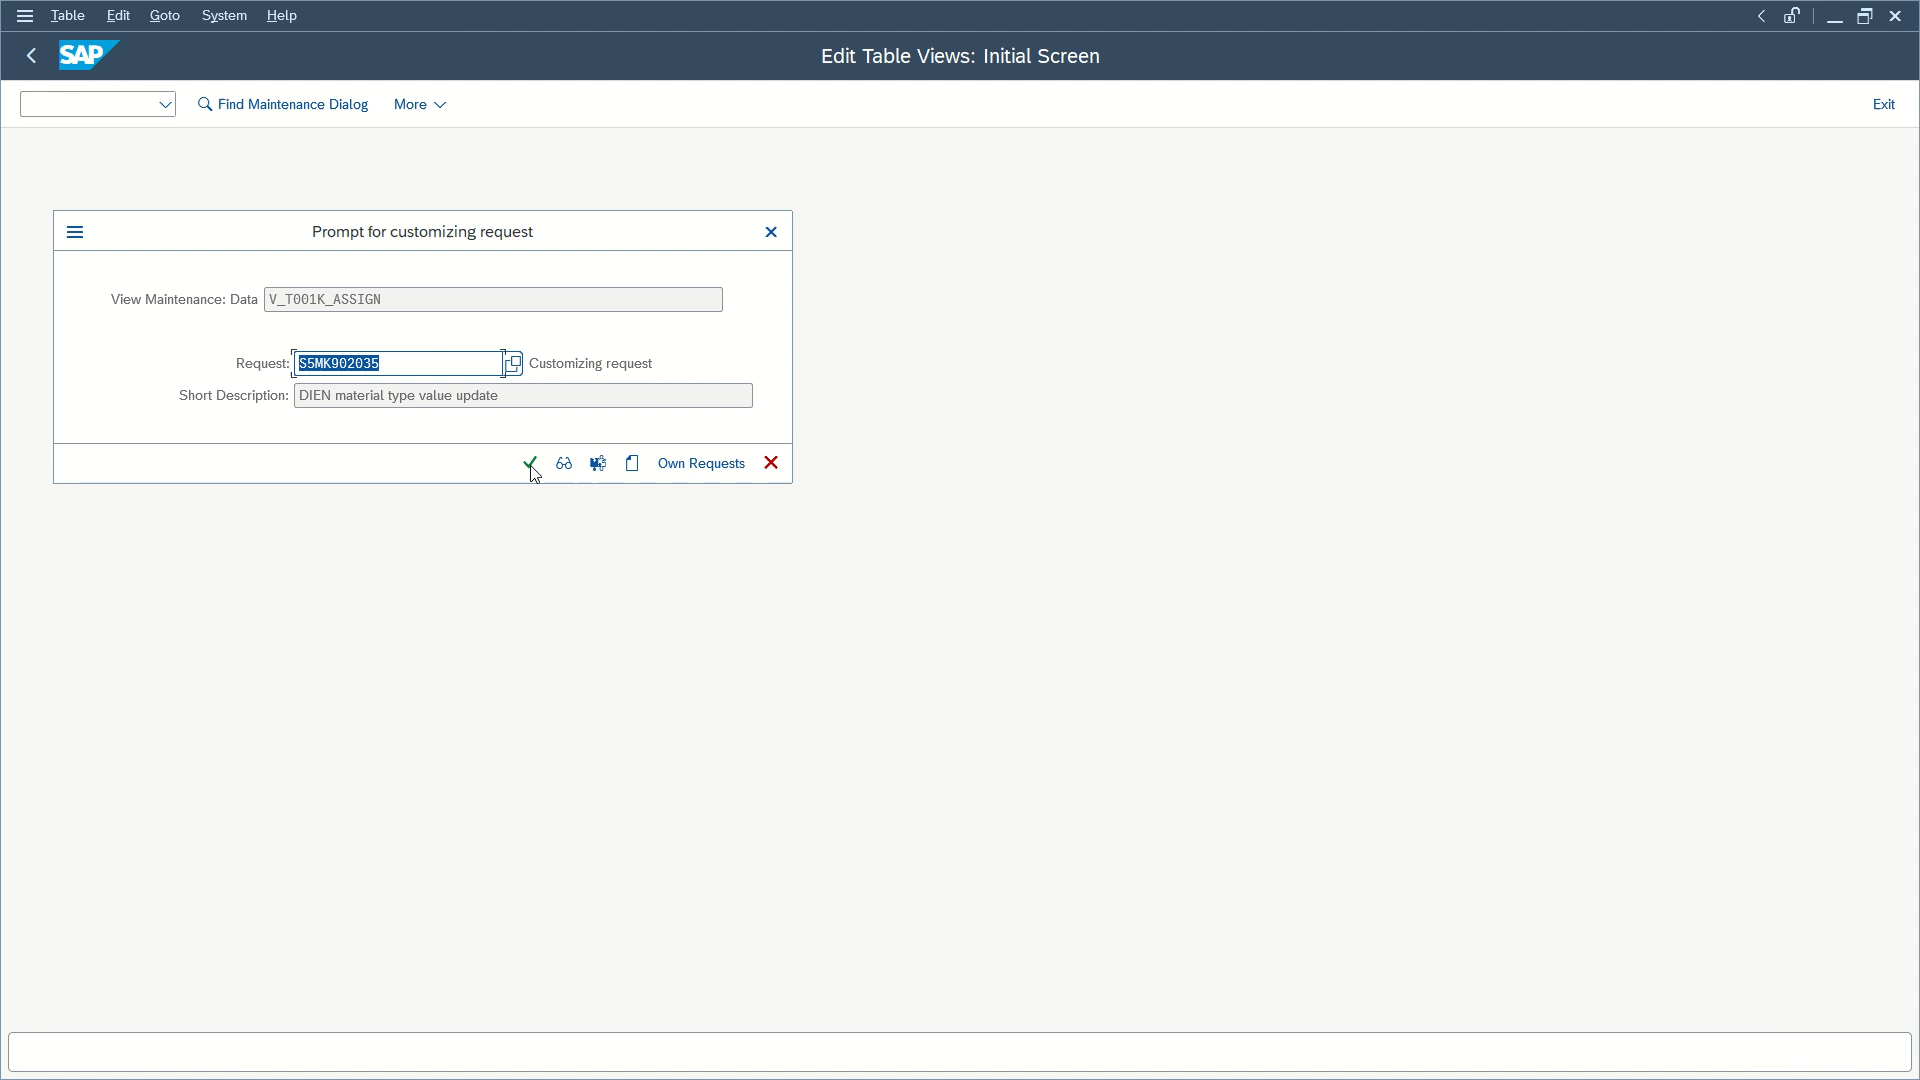 Table Edit Goto System Help
SAP Edit Table Views: Initial Screen
Find Maintenance Dialog More Exit
Prompt for customizing request
View Maintenance: Data V_T001K_ASSIGN
Request: S5MK902035 Customizing request
Short Description: DIEN material type value update
Own Requests